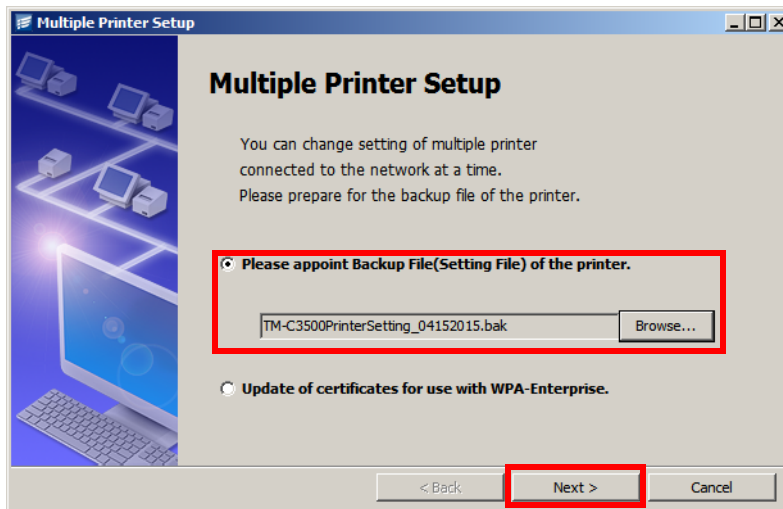 Multiple Printer Setup
Multiple Printer Setup
You can change setting of multiple printer
connected to the network at a time.
Please prepare for the backup file of the printer.
Please appoint Backup File(Setting File) of the printer.
TM-C3500PrinterSetting_04152015.bak
Browse...
Update of certificates for use with WPA-Enterprise.
< Back
Next >
Cancel